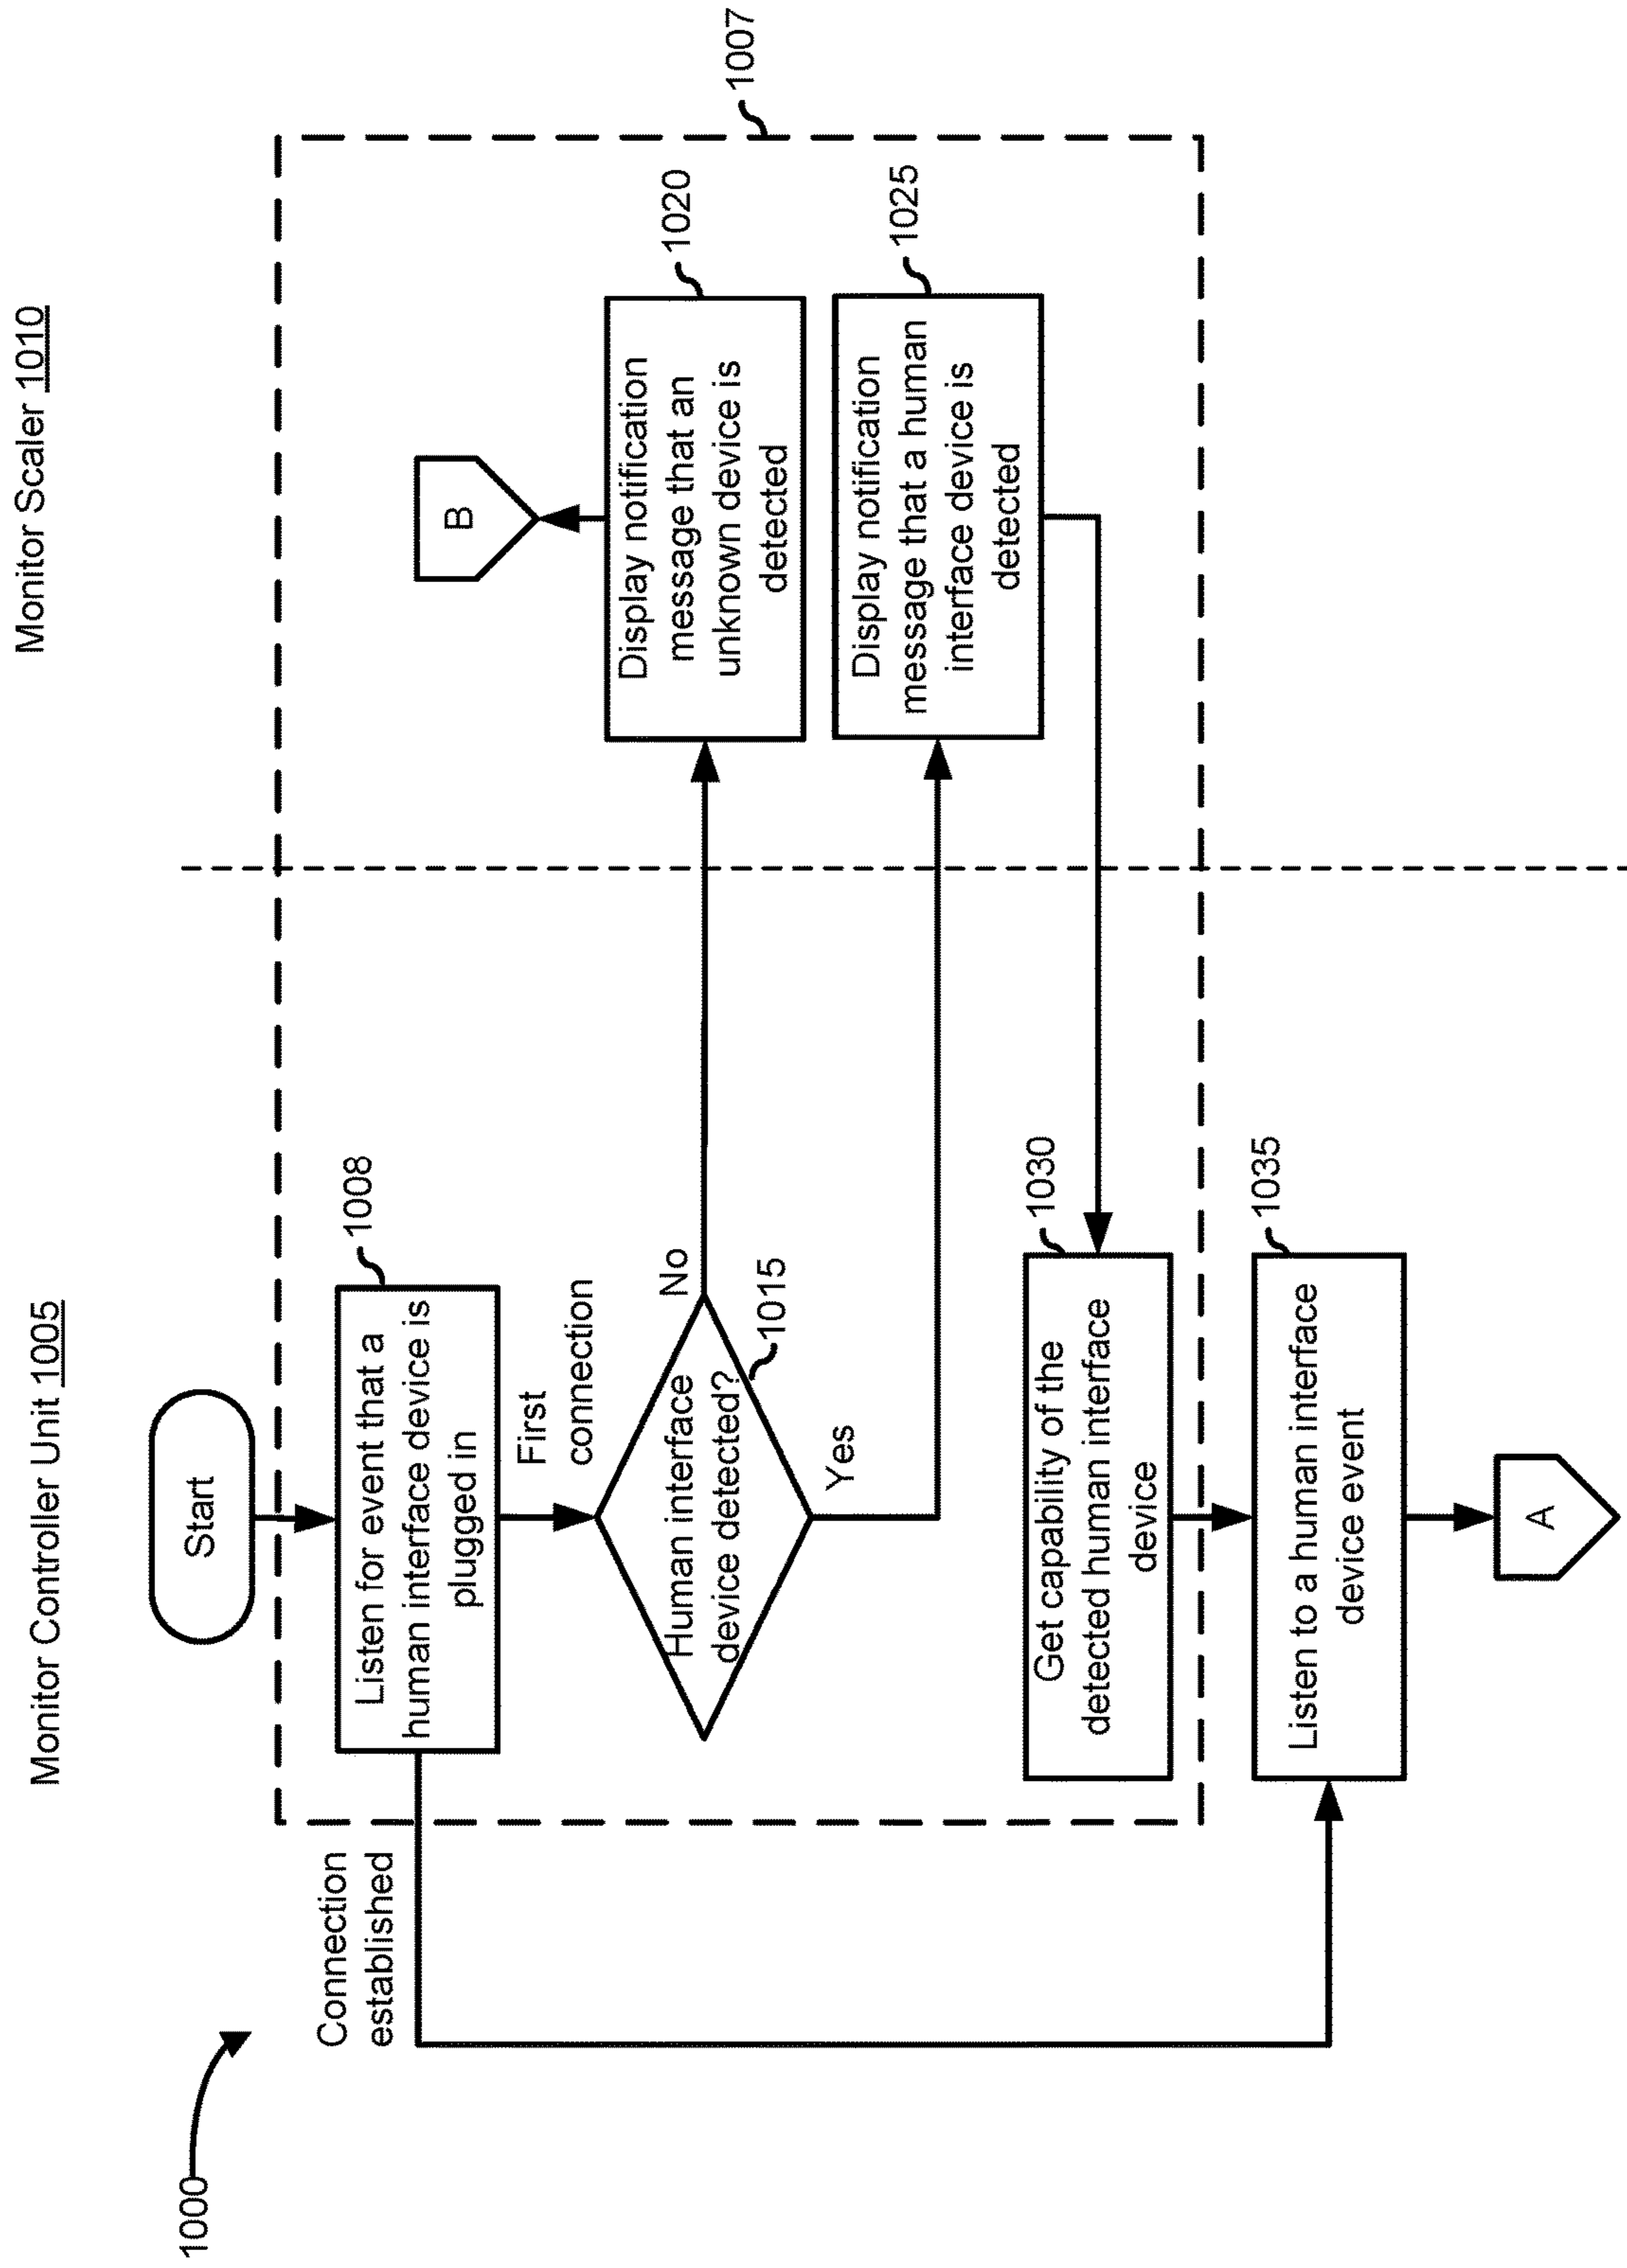 1000
Monitor Controller Unit 1005
Monitor Scaler 1010
Start
1007
Connection
established
Listen for event that a
human interface device is
plugged in
1008
First
connection
Human interface
device detected?
1015
No
Yes
B
Display notification
message that an
unknown device is
detected
1020
Display notification
message that a human
interface device is
detected
1025
Get capability of the
detected human interface
device
1030
Listen to a human interface
device event
1035
A